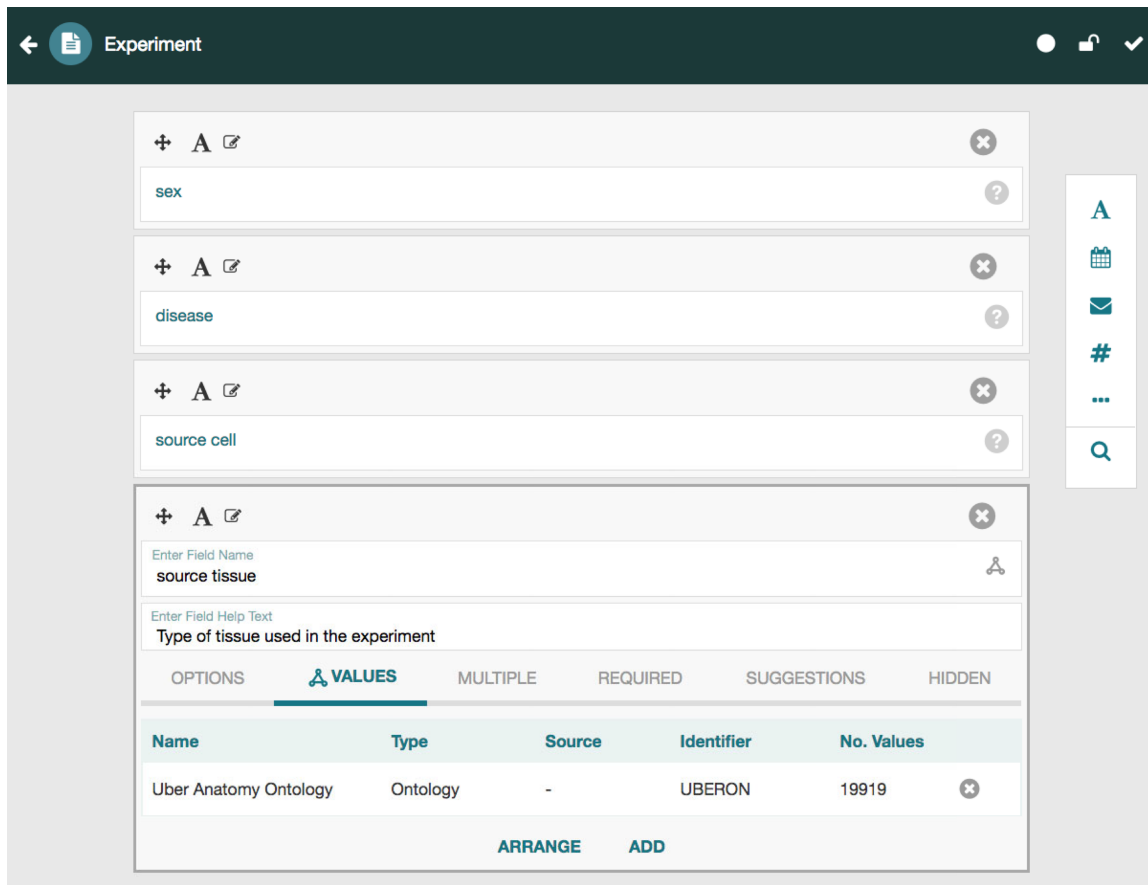 Experiment
A
sex
?
A
disease
?
A
source cell
?
A
Enter Field Name
source tissue
Enter Field Help Text
Type of tissue used in the experiment
OPTIONS VALUES MULTIPLE REQUIRED SUGGESTIONS HIDDEN
Name Type Source Identifier No. Values
Uber Anatomy Ontology Ontology - UBERON 19919
ARRANGE ADD
A
#